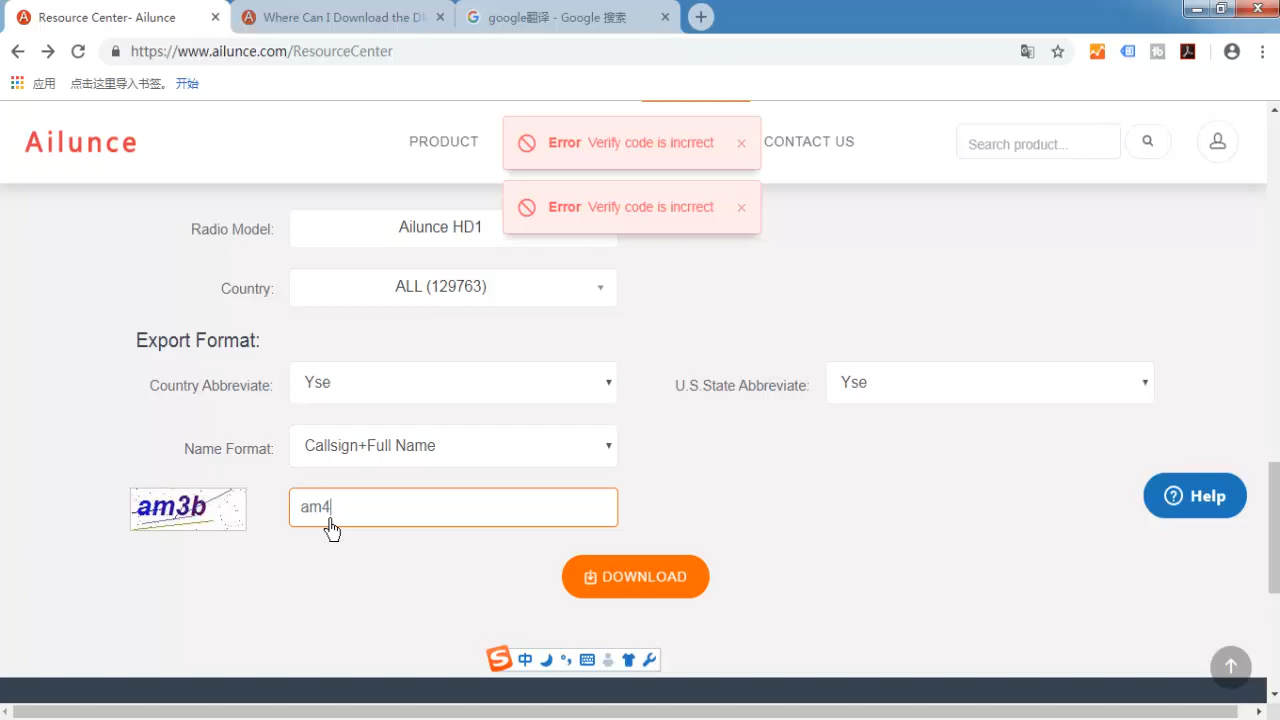 Resource Center- Ailunce
Where Can I Download the DM
google翻译 - Google 搜索
https://www.ailunce.com/ResourceCenter
应用
点击这里导入书签。
开始
Ailunce
PRODUCT
CONTACT US
Search product...
Error Verify code is incrrect
Error Verify code is incrrect
Radio Model:
Ailunce HD1
Country:
ALL (129763)
Export Format:
Country Abbreviate:
Yse
U.S.State Abbreviate:
Yse
Name Format:
Callsign+Full Name
am3b
am4
Help
DOWNLOAD
中